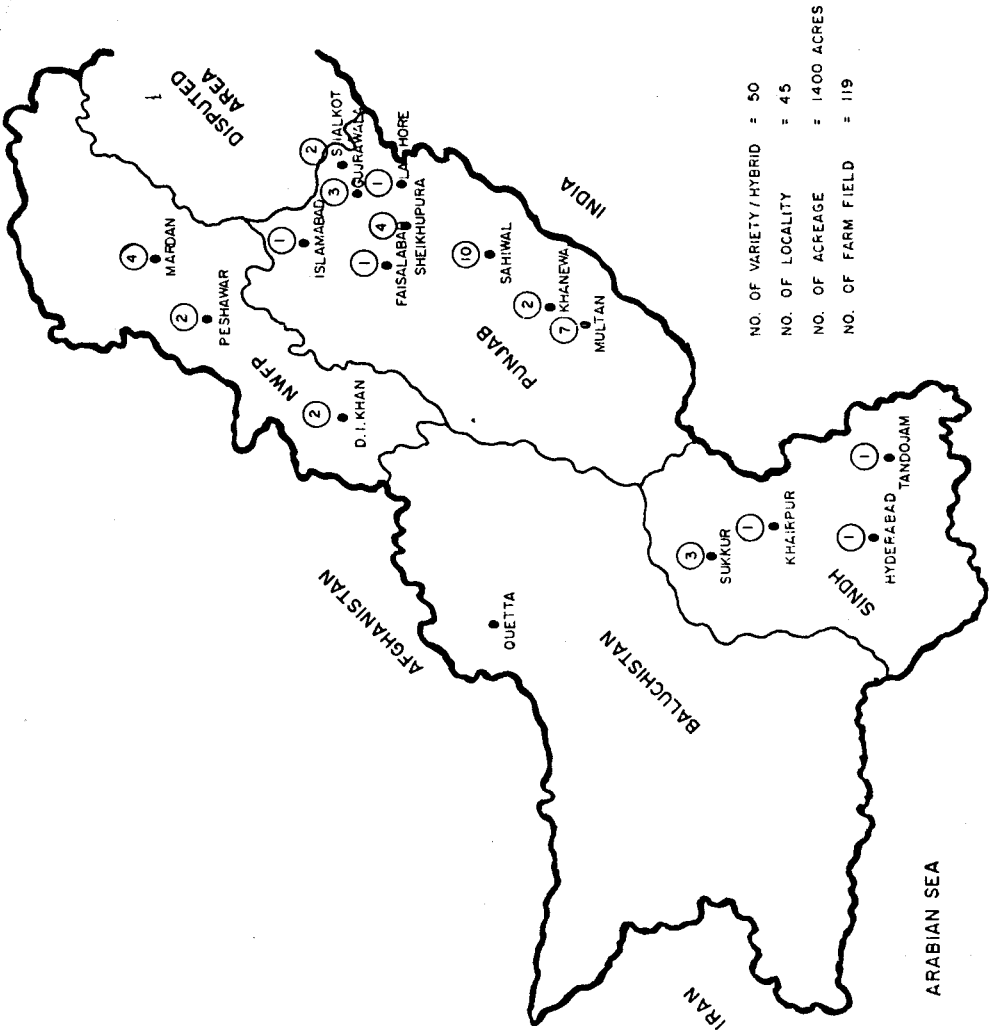 DISPUTED
AREA
4
MARDAN
2
PESHAWAR
NWFP
2
D.I.KHAN
1
ISLAMABAD
2
SIALKOT
3
GUJRAWALA
1
LAHORE
4
SHEIKHUPURA
1
FAISALABAD
10
SAHIWAL
2
KHANEWA
7
MULTAN
PUNJAB
INDIA
AFGHANISTAN
QUETTA
BALUCHISTAN
3
SUKKUR
1
KHAIRPUR
1
HYDERABAD
1
TANDOJAM
SINDH
IRAN
ARABIAN SEA
NO. OF VARIETY / HYBRID = 50
NO. OF LOCALITY = 45
NO. OF ACREAGE = 1400 ACRES
NO. OF FARM FIELD = 119